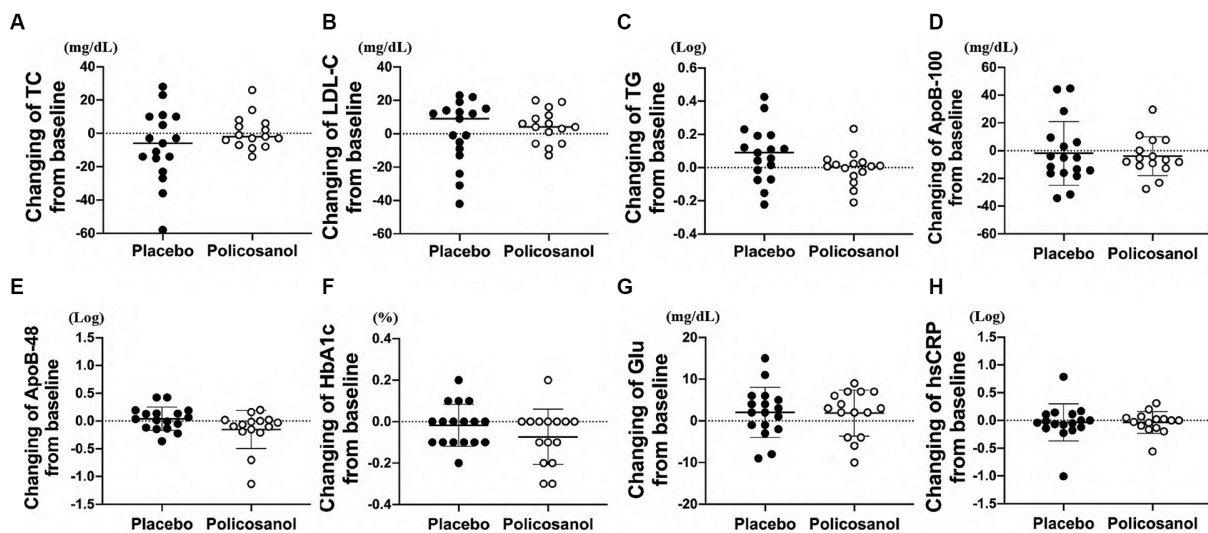 A
(mg/dL)
Changing of TC
from baseline
40
20
0
-20
-40
-60
Placebo
Policosanol
B
(mg/dL)
Changing of LDL-C
from baseline
40
20
0
-20
-40
-60
Placebo
Policosanol
C
(Log)
Changing of TG
from baseline
0.6
0.4
0.2
0.0
-0.2
-0.4
Placebo
Policosanol
D
(mg/dL)
Changing of ApoB-100
from baseline
60
40
20
0
-20
-40
-60
Placebo
Policosanol
E
(Log)
Changing of ApoB-48
from baseline
1.5
1.0
0.5
0.0
-0.5
-1.0
-1.5
Placebo
Policosanol
F
(%)
Changing of HbA1c
from baseline
0.4
0.2
0.0
-0.2
-0.4
Placebo
Policosanol
G
(mg/dL)
Changing of Glu
from baseline
20
10
0
-10
-20
Placebo
Policosanol
H
(Log)
Changing of hsCRP
from baseline
1.5
1.0
0.5
0.0
-0.5
-1.0
-1.5
Placebo
Policosanol